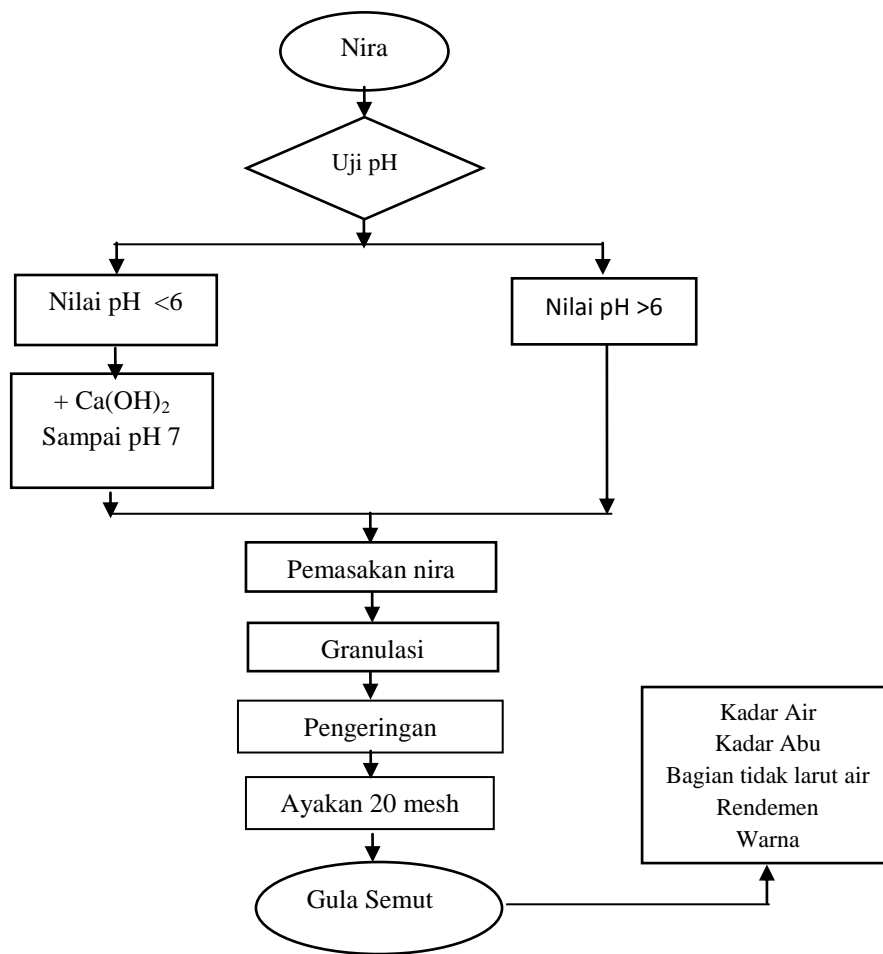 Nira
Uji pH
Nilai pH <6
Nilai pH >6
+ Ca(OH)₂
Sampai pH 7
Pemasakan nira
Granulasi
Pengeringan
Ayakan 20 mesh
Gula Semut
Kadar Air
Kadar Abu
Bagian tidak larut air
Rendemen
Warna